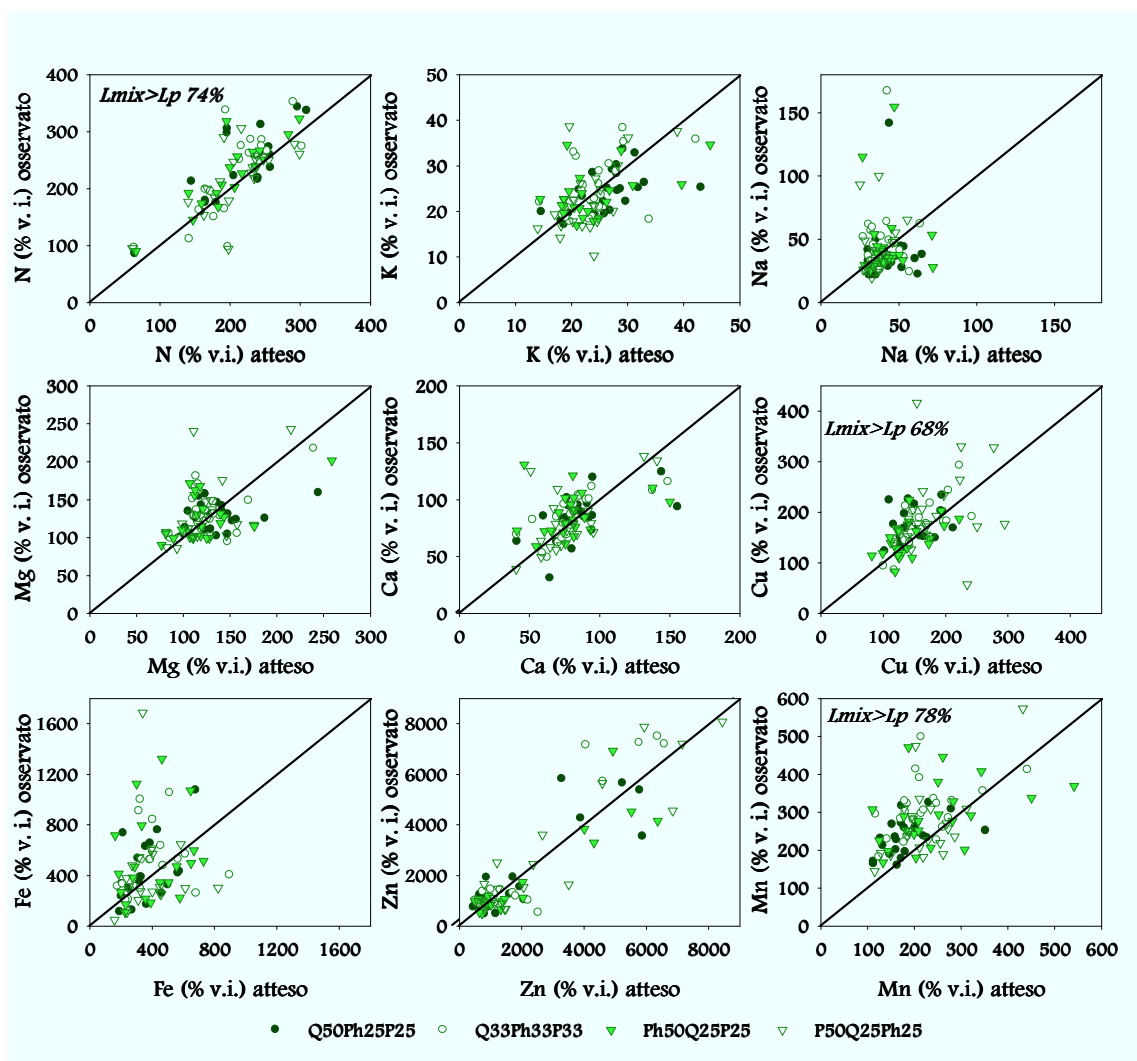 Lmix>Lp 74%
N (% v. i.) osservato
400
300
200
100
0
0 100 200 300 400
N (% v.i.) atteso
K (% v. i.) osservato
50
40
30
20
10
0
0 10 20 30 40 50
K (% v.i.) atteso
Na (% v. i.) osservato
150
100
50
0
0 50 100 150
Na (% v.i.) atteso
Mg (% v. i.) osservato
300
250
200
150
100
50
0
0 50 100 150 200 250 300
Mg (% v.i.) atteso
Ca (% v. i.) osservato
200
150
100
50
0
0 50 100 150 200
Ca (% v.i.) atteso
Lmix>Lp 68%
Cu (% v. i.) osservato
400
300
200
100
0
0 100 200 300 400
Cu (% v.i.) atteso
Fe (% v. i.) osservato
1600
1200
800
400
0
0 400 800 1200 1600
Fe (% v.i.) atteso
Zn (% v. i.) osservato
8000
6000
4000
2000
0
0 2000 4000 6000 8000
Zn (% v.i.) atteso
Lmix>Lp 78%
Mn (% v. i.) osservato
600
500
400
300
200
100
0
0 100 200 300 400 500 600
Mn (% v.i.) atteso
Q50Ph25P25 Q33Ph33P33 Ph50Q25P25 P50Q25Ph25